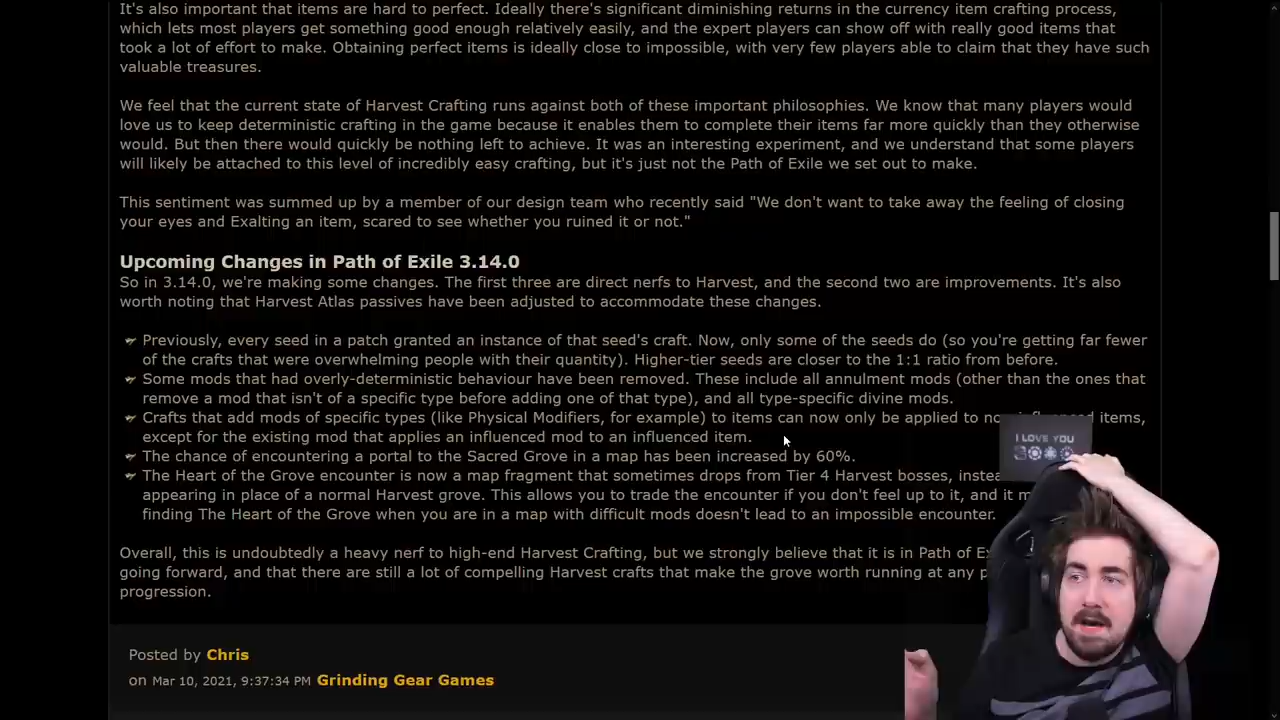 It's also important that items are hard to perfect. Ideally there's significant diminishing returns in the currency item crafting process,
which lets most players get something good enough relatively easily, and the expert players can show off with really good items that
took a lot of effort to make. Obtaining perfect items is ideally close to impossible, with very few players able to claim that they have such
valuable treasures.
We feel that the current state of Harvest Crafting runs against both of these important philosophies. We know that many players would
love us to keep deterministic crafting in the game because it enables them to complete their items far more quickly than they otherwise
would. But then there would quickly be nothing left to achieve. It was an interesting experiment, and we understand that some players
will likely be attached to this level of incredibly easy crafting, but it's just not the Path of Exile we set out to make.
This sentiment was summed up by a member of our design team who recently said "We don't want to take away the feeling of closing
your eyes and Exalting an item, scared to see whether you ruined it or not."
Upcoming Changes in Path of Exile 3.14.0
So in 3.14.0, we're making some changes. The first three are direct nerfs to Harvest, and the second two are improvements. It's also
worth noting that Harvest Atlas passives have been adjusted to accommodate these changes.
Previously, every seed in a patch granted an instance of that seed's craft. Now, only some of the seeds do (so you're getting far fewer
of the crafts that were overwhelming people with their quantity). Higher-tier seeds are closer to the 1:1 ratio from before.
Some mods that had overly-deterministic behaviour have been removed. These include all annulment mods (other than the ones that
remove a mod that isn't of a specific type before adding one of that type), and all type-specific divine mods.
Crafts that add mods of specific types (like Physical Modifiers, for example) to items can now only be applied to items,
except for the existing mod that applies an influenced mod to an influenced item.
The chance of encountering a portal to the Sacred Grove in a map has been increased by 60%.
The Heart of the Grove encounter is now a map fragment that sometimes drops from Tier 4 Harvest bosses,
appearing in place of a normal Harvest grove. This allows you to trade the encounter if you don't feel up to it, and it
finding The Heart of the Grove when you are in a map with difficult mods doesn't lead to an impossible encounter.
Overall, this is undoubtedly a heavy nerf to high-end Harvest Crafting, but we strongly believe that it is in Path of
going forward, and that there are still a lot of compelling Harvest crafts that make the grove worth running at any
progression.
I LOVE YOU
3000
Posted by Chris
on Mar 10, 2021, 9:37:34 PM Grinding Gear Games